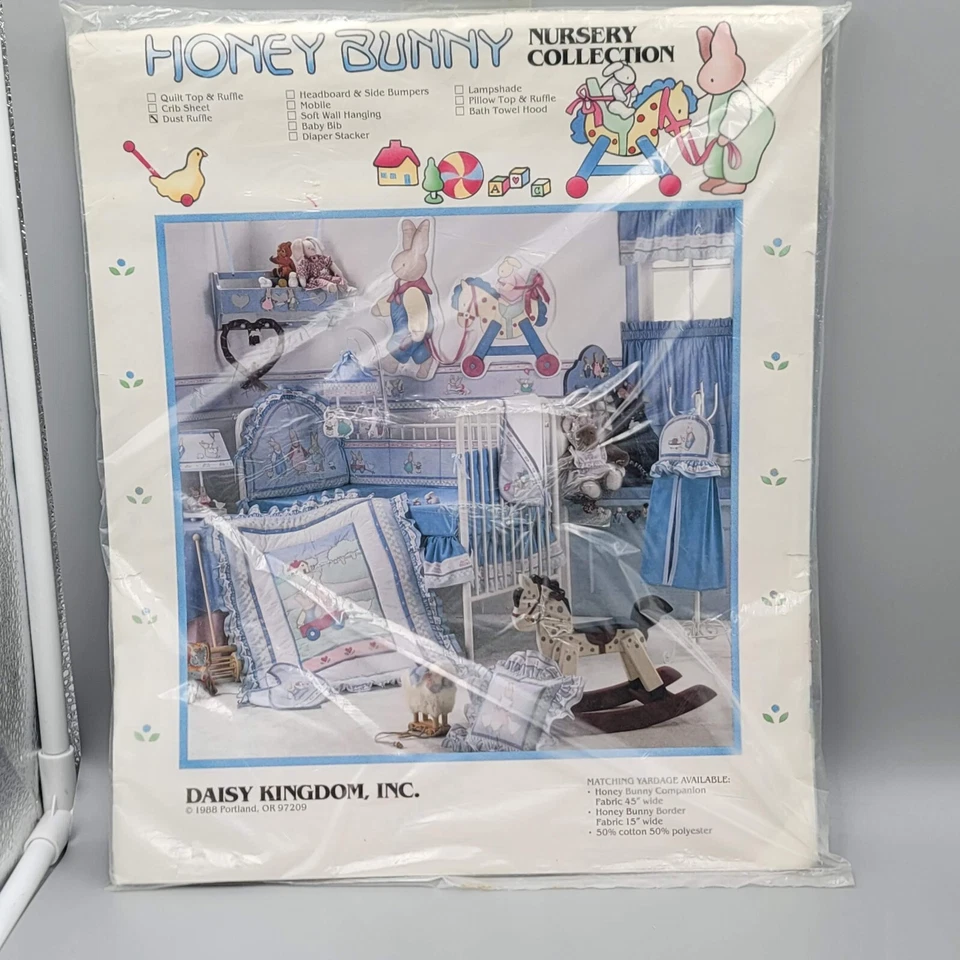 HONEY BUNNY NURSERY COLLECTION
Quilt Top & Ruffle
Crib Sheet
Dust Ruffle
Headboard & Side Bumpers
Mobile
Soft Wall Hanging
Baby Bib
Diaper Stacker
Lampshade
Pillow Top & Ruffle
Bath Towel Hood
A C
DAISY KINGDOM, INC.
© 1988 Portland, OR 97209
MATCHING YARDAGE AVAILABLE:
• Honey Bunny Companion
Fabric 45" wide
• Honey Bunny Border
Fabric 15" wide
• 50% cotton 50% polyester